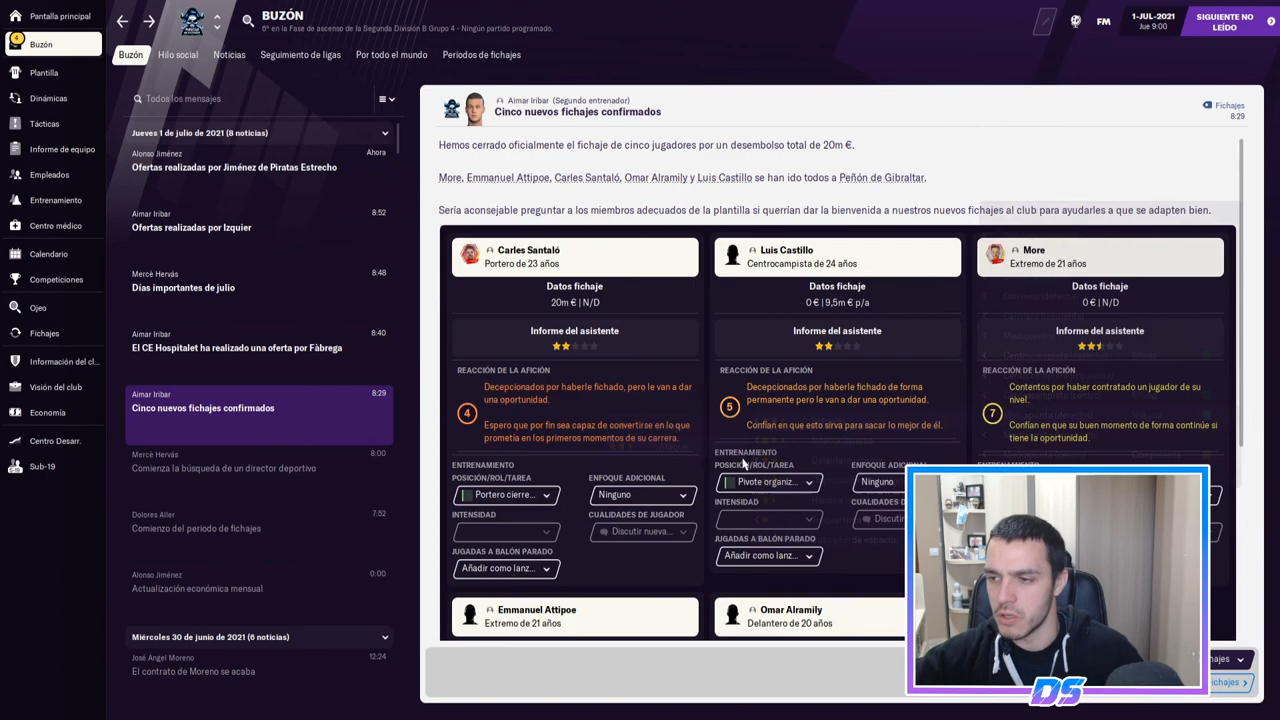 Pantalla principal
4
Buzón
Plantilla
Dinámicas
Tácticas
Informe de equipo
Empleados
Entrenamiento
Centro médico
Calendario
Competiciones
Ojeo
Fichajes
Información del cl...
Visión del club
Economía
Centro Desarr.
Sub-19
BUZÓN
6º en la Fase de ascenso de la Segunda División B Grupo 4 - Ningún partido programado.
FM
1-JUL-2021
Jue 9:00
SIGUIENTE NO
LEÍDO
Buzón
Hilo social
Noticias
Seguimiento de ligas
Por todo el mundo
Periodos de fichajes
Todos los mensajes
Jueves 1 de julio de 2021 (8 noticias)
Alonso Jiménez
Ahora
Ofertas realizadas por Jiménez de Piratas Estrecho
Aimar Iribar
8:52
Ofertas realizadas por Izquier
Mercè Hervás
8:48
Días importantes de julio
Aimar Iribar
8:40
El CE Hospitalet ha realizado una oferta por Fàbrega
Aimar Iribar
8:29
Cinco nuevos fichajes confirmados
Mercè Hervás
8:00
Comienza la búsqueda de un director deportivo
Dolores Aller
7:52
Comienzo del periodo de fichajes
Alonso Jiménez
0:00
Actualización económica mensual
Miércoles 30 de junio de 2021 (6 noticias)
José Ángel Moreno
12:24
El contrato de Moreno se acaba
Aimar Iribar (Segundo entrenador)
Cinco nuevos fichajes confirmados
Fichajes
8:29
Hemos cerrado oficialmente el fichaje de cinco jugadores por un desembolso total de 20m €.
More, Emmanuel Attipoe, Carles Santaló, Omar Alramily y Luis Castillo se han ido todos a Peñón de Gibraltar.
Sería aconsejable preguntar a los miembros adecuados de la plantilla si querrían dar la bienvenida a nuestros nuevos fichajes al club para ayudarles a que se adapten bien.
Carles Santaló
Portero de 23 años
Datos fichaje
20m € | N/D
Informe del asistente
REACCIÓN DE LA AFICIÓN
4
Decepcionados por haberle fichado, pero le van a dar
una oportunidad.
Espero que por fin sea capaz de convertirse en lo que
prometía en los primeros momentos de su carrera.
ENTRENAMIENTO
POSICIÓN/ROL/TAREA
Portero cierre...
ENFOQUE ADICIONAL
Ninguno
INTENSIDAD
CUALIDADES DE JUGADOR
Discutir nueva...
JUGADAS A BALÓN PARADO
Añadir como lanz...
Luis Castillo
Centrocampista de 24 años
Datos fichaje
0 € | 9,5m € p/a
Informe del asistente
REACCIÓN DE LA AFICIÓN
5
Decepcionados por haberle fichado de forma
permanente pero le van a dar una oportunidad.
Confían en que esto sirva para sacar lo mejor de él.
ENTRENAMIENTO
POSICIÓN/ROL/TAREA
Pivote organiz...
ENFOQUE ADICIONAL
Ninguno
INTENSIDAD
CUALIDADES DE J
Discutir
JUGADAS A BALÓN PARADO
Añadir como lanz...
More
Extremo de 21 años
Datos fichaje
0 € | N/D
Informe del asistente
REACCIÓN DE LA AFICIÓN
7
Contentos por haber contratado un jugador de su
nivel.
Confían en que su buen momento de forma continúe si
tiene la oportunidad.
ENTRENAMIENTO
Emmanuel Attipoe
Extremo de 21 años
Omar Alramily
Delantero de 20 años
hajes
ichajes
DS